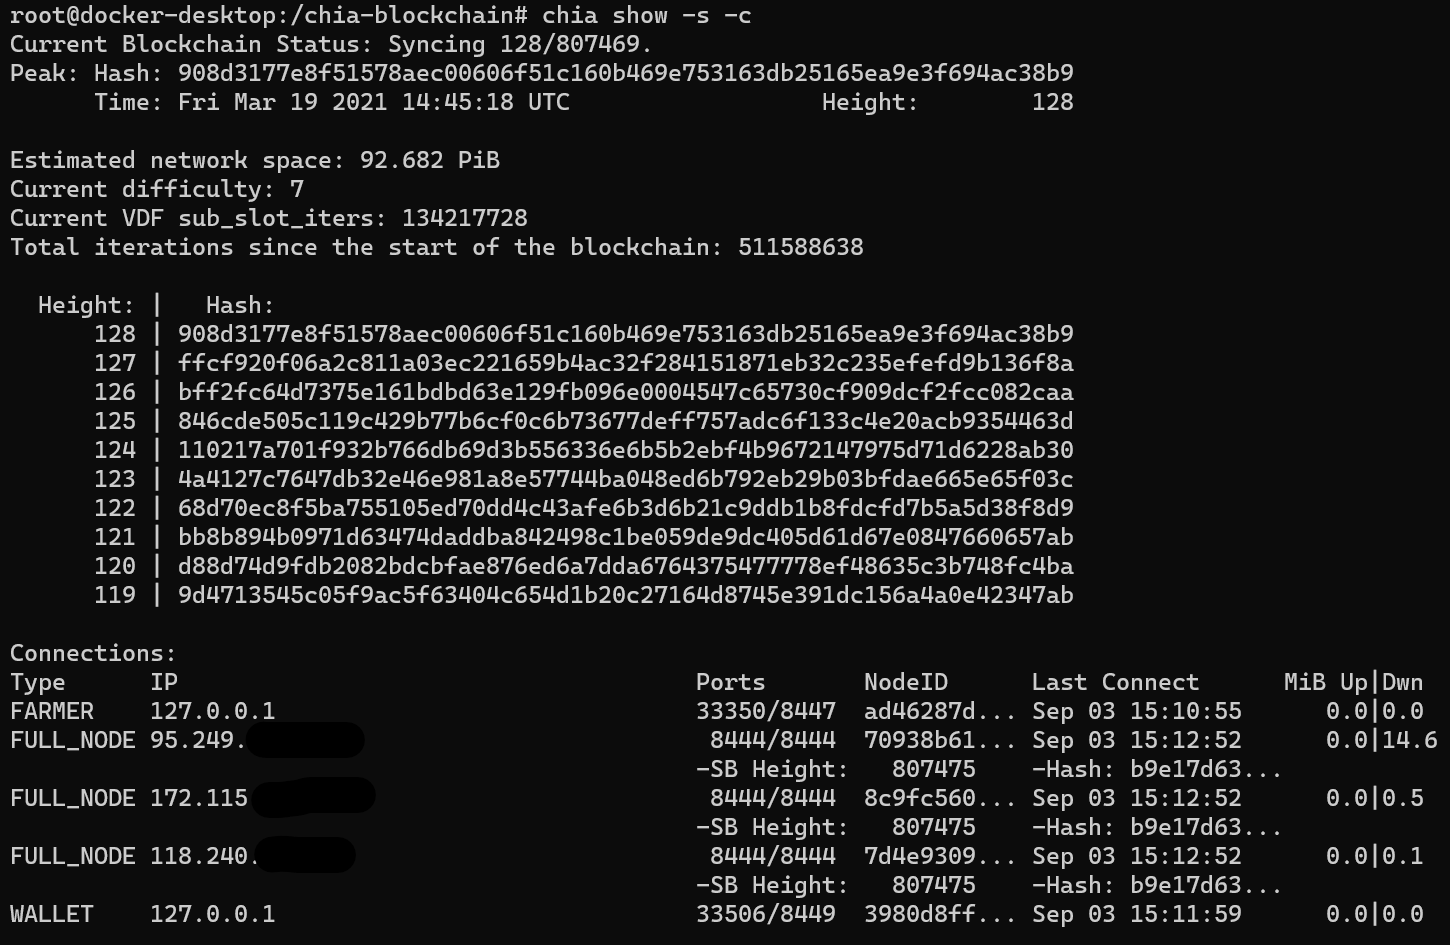 root@docker-desktop:/chia-blockchain# chia show -s -c
Current Blockchain Status: Syncing 128/807469.
Peak: Hash: 908d3177e8f51578aec00606f51c160b469e753163db25165ea9e3f694ac38b9
Time: Fri Mar 19 2021 14:45:18 UTC Height: 128
Estimated network space: 92.682 PiB
Current difficulty: 7
Current VDF sub_slot_iters: 134217728
Total iterations since the start of the blockchain: 511588638
Height: | Hash:
128 | 908d3177e8f51578aec00606f51c160b469e753163db25165ea9e3f694ac38b9
127 | ffcf920f06a2c811a03ec221659b4ac32f284151871eb32c235efefd9b136f8a
126 | bff2fc64d7375e161bdbd63e129fb096e0004547c65730cf909dcf2fcc082caa
125 | 846cde505c119c429b77b6cf0c6b73677deff757adc6f133c4e20acb9354463d
124 | 110217a701f932b766db69d3b556336e6b5b2ebf4b9672147975d71d6228ab30
123 | 4a4127c7647db32e46e981a8e57744ba048ed6b792eb29b03bfdae665e65f03c
122 | 68d70ec8f5ba755105ed70dd4c43afe6b3d6b21c9ddb1b8fdcfd7b5a5d38f8d9
121 | bb8b894b0971d63474daddba842498c1be059de9dc405d61d67e0847660657ab
120 | d88d74d9fdb2082bdcbfae876ed6a7dda6764375477778ef48635c3b748fc4ba
119 | 9d4713545c05f9ac5f63404c654d1b20c27164d8745e391dc156a4a0e42347ab
Connections:
Type IP Ports NodeID Last Connect MiB Up|Dwn
FARMER 127.0.0.1 33350/8447 ad46287d... Sep 03 15:10:55 0.0|0.0
FULL_NODE 95.249. 8444/8444 70938b61... Sep 03 15:12:52 0.0|14.6
-SB Height: 807475 -Hash: b9e17d63...
FULL_NODE 172.115 8444/8444 8c9fc560... Sep 03 15:12:52 0.0|0.5
-SB Height: 807475 -Hash: b9e17d63...
FULL_NODE 118.240. 8444/8444 7d4e9309... Sep 03 15:12:52 0.0|0.1
-SB Height: 807475 -Hash: b9e17d63...
WALLET 127.0.0.1 33506/8449 3980d8ff... Sep 03 15:11:59 0.0|0.0